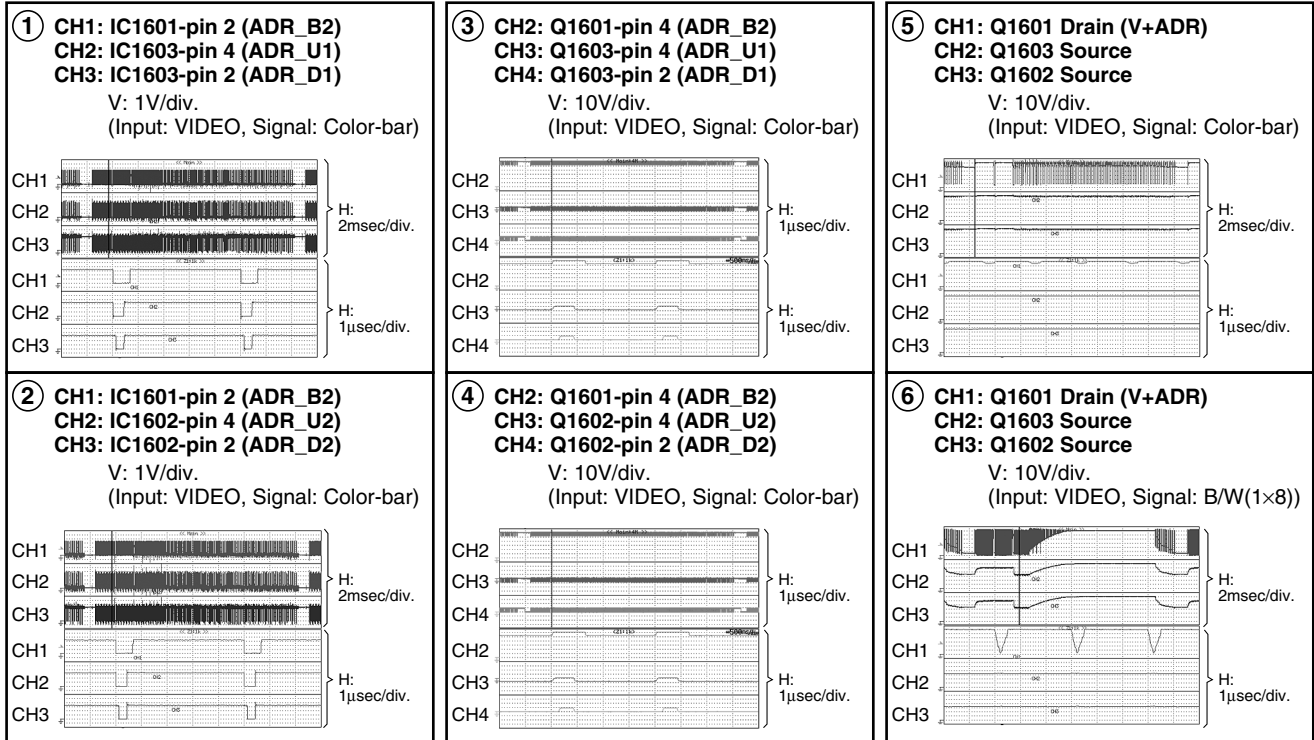 ① CH1: IC1601-pin 2 (ADR_B2)
CH2: IC1603-pin 4 (ADR_U1)
CH3: IC1603-pin 2 (ADR_D1)
V: 1V/div.
(Input: VIDEO, Signal: Color-bar)
CH1
CH2
CH3
H:
2msec/div.
CH1
CH2
CH3
H:
1μsec/div.
③ CH2: Q1601-pin 4 (ADR_B2)
CH3: Q1603-pin 4 (ADR_U1)
CH4: Q1603-pin 2 (ADR_D1)
V: 10V/div.
(Input: VIDEO, Signal: Color-bar)
CH2
CH3
CH4
H:
1μsec/div.
CH2
CH3
CH4
H:
1μsec/div.
⑤ CH1: Q1601 Drain (V+ADR)
CH2: Q1603 Source
CH3: Q1602 Source
V: 10V/div.
(Input: VIDEO, Signal: Color-bar)
CH1
CH2
CH3
H:
2msec/div.
CH1
CH2
CH3
H:
1μsec/div.
② CH1: IC1601-pin 2 (ADR_B2)
CH2: IC1602-pin 4 (ADR_U2)
CH3: IC1602-pin 2 (ADR_D2)
V: 1V/div.
(Input: VIDEO, Signal: Color-bar)
CH1
CH2
CH3
H:
2msec/div.
CH1
CH2
CH3
H:
1μsec/div.
④ CH2: Q1601-pin 4 (ADR_B2)
CH3: Q1602-pin 4 (ADR_U2)
CH4: Q1602-pin 2 (ADR_D2)
V: 10V/div.
(Input: VIDEO, Signal: Color-bar)
CH2
CH3
CH4
H:
1μsec/div.
CH2
CH3
CH4
H:
1μsec/div.
⑥ CH1: Q1601 Drain (V+ADR)
CH2: Q1603 Source
CH3: Q1602 Source
V: 10V/div.
(Input: VIDEO, Signal: B/W(1×8))
CH1
CH2
CH3
H:
2msec/div.
CH1
CH2
CH3
H:
1μsec/div.